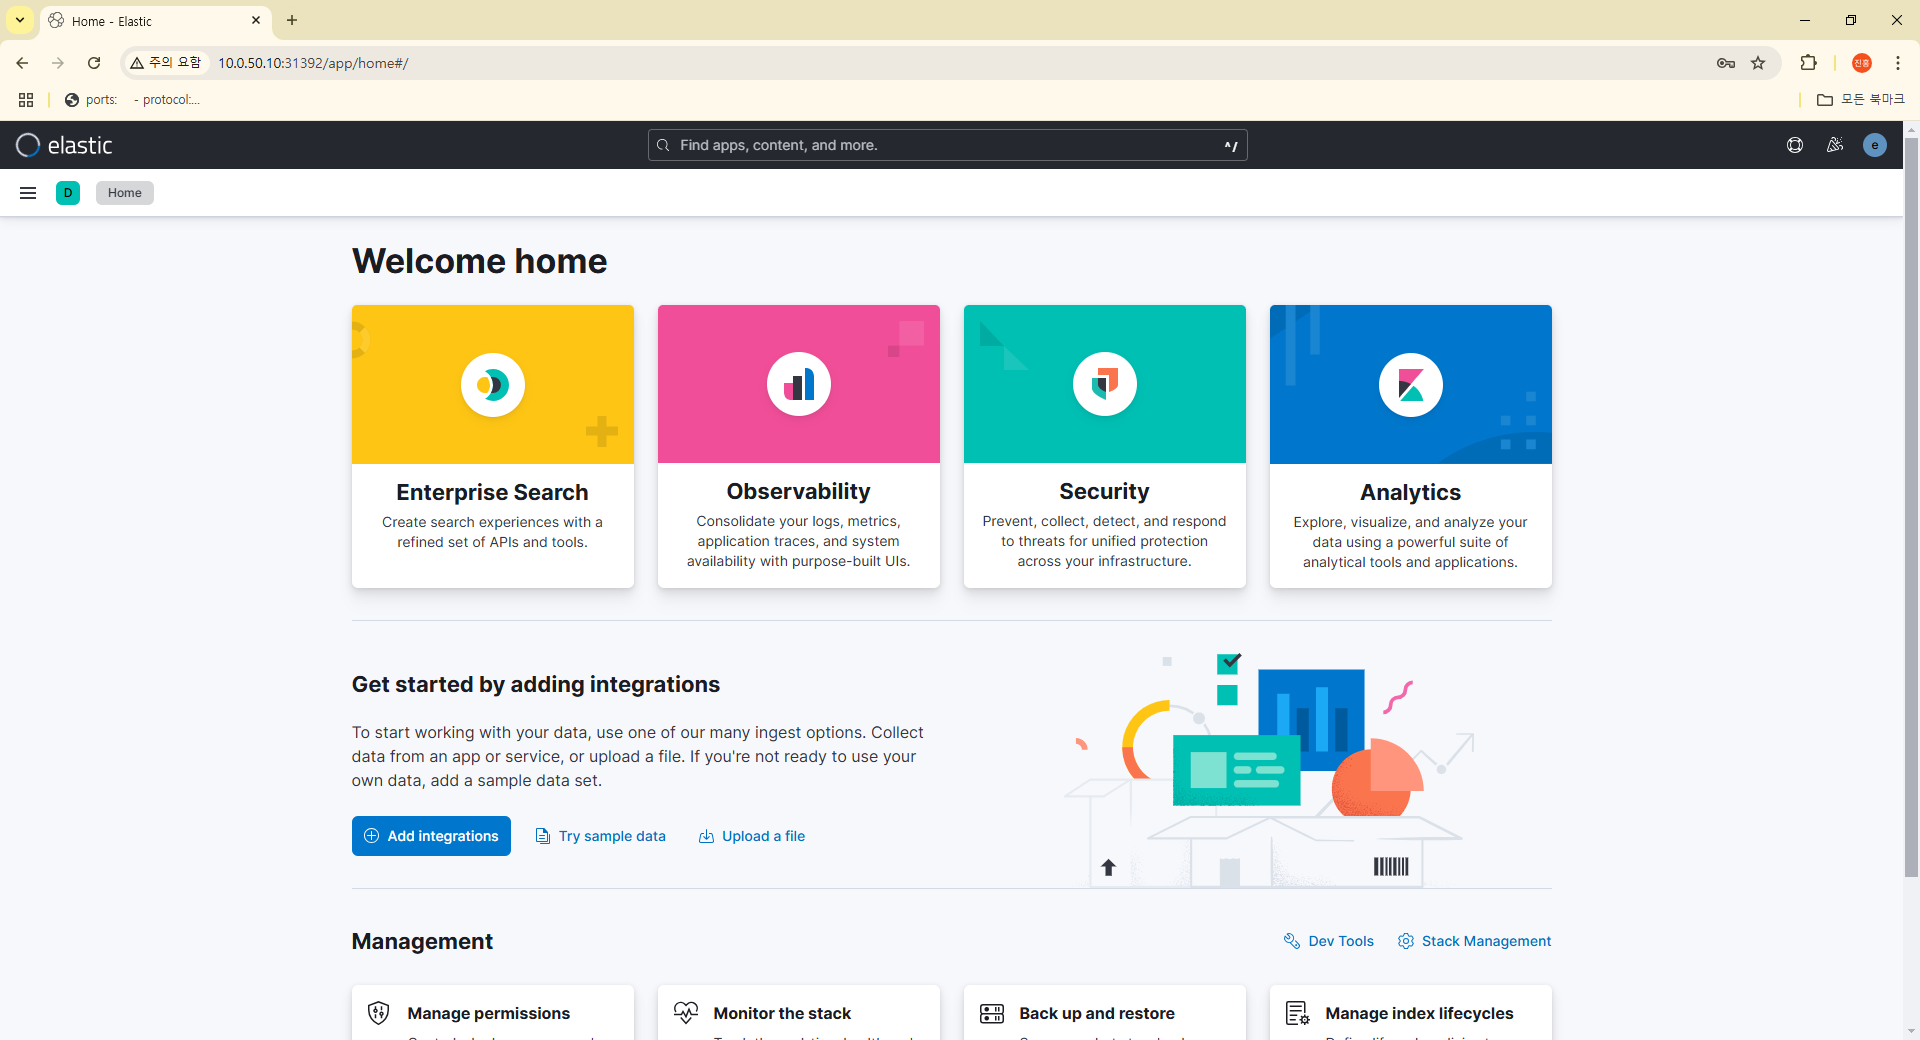 Home - Elastic
주의 요함
10.0.50.10:31392/app/home#/
진홍
ports:    - protocol:...
모든 북마크
elastic
Find apps, content, and more.
^/
e
D
Home
Welcome home
Enterprise Search
Create search experiences with a
refined set of APIs and tools.
Observability
Consolidate your logs, metrics,
application traces, and system
availability with purpose-built UIs.
Security
Prevent, collect, detect, and respond
to threats for unified protection
across your infrastructure.
Analytics
Explore, visualize, and analyze your
data using a powerful suite of
analytical tools and applications.
Get started by adding integrations
To start working with your data, use one of our many ingest options. Collect
data from an app or service, or upload a file. If you're not ready to use your
own data, add a sample data set.
Add integrations
Try sample data
Upload a file
Management
Dev Tools
Stack Management
Manage permissions
Monitor the stack
Back up and restore
Manage index lifecycles